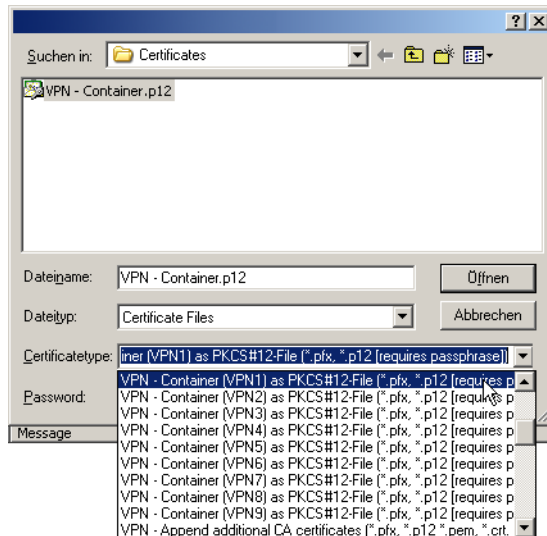 Suchen in: Certificates
VPN - Container.p12
Dateiname: VPN - Container.p12 Öffnen
Dateityp: Certificate Files Abbrechen
Certificatetype: iner (VPN1) as PKCS#12-File (*.pfx, *.p12 [requires passphrase])
VPN - Container (VPN1) as PKCS#12-File (*.pfx, *.p12 [requires p
Password:
VPN - Container (VPN2) as PKCS#12-File (*.pfx, *.p12 [requires p
VPN - Container (VPN3) as PKCS#12-File (*.pfx, *.p12 [requires p
VPN - Container (VPN4) as PKCS#12-File (*.pfx, *.p12 [requires p
Message
VPN - Container (VPN5) as PKCS#12-File (*.pfx, *.p12 [requires p
VPN - Container (VPN6) as PKCS#12-File (*.pfx, *.p12 [requires p
VPN - Container (VPN7) as PKCS#12-File (*.pfx, *.p12 [requires p
VPN - Container (VPN8) as PKCS#12-File (*.pfx, *.p12 [requires p
VPN - Container (VPN9) as PKCS#12-File (*.pfx, *.p12 [requires p
VPN - Append additional CA certificates (*.pfx, *.p12 *.pem, *.crt.